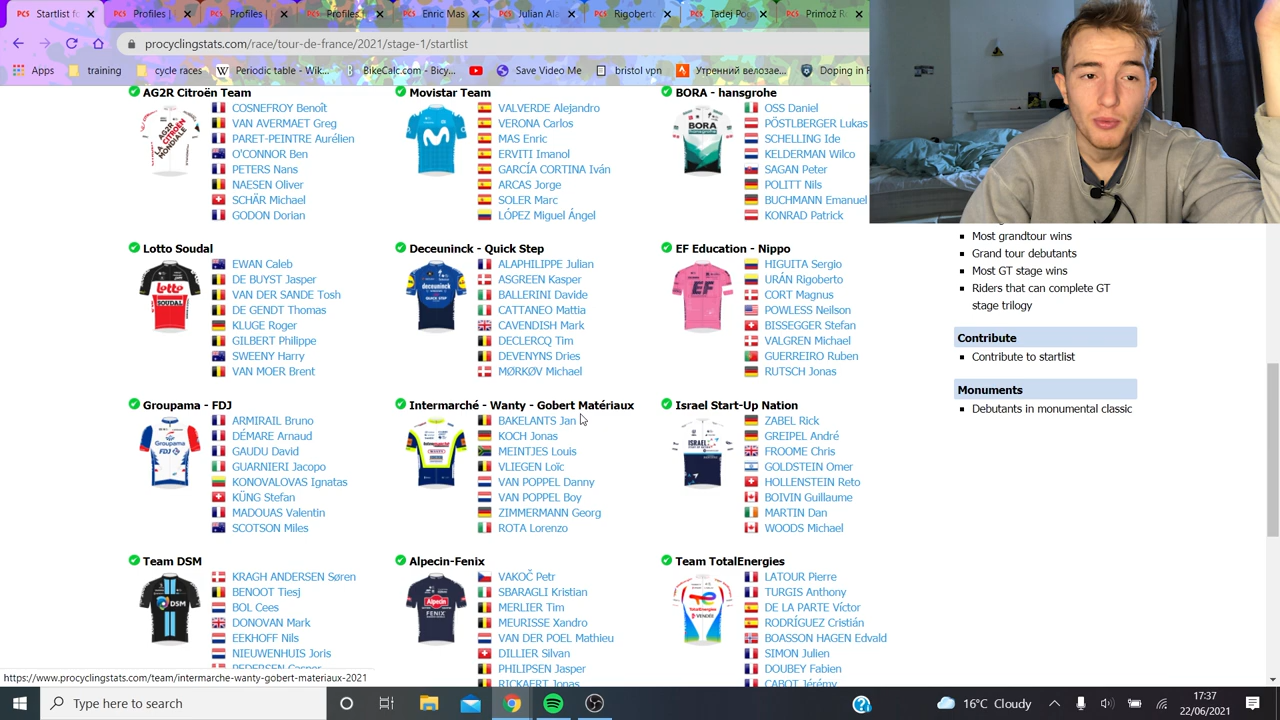 Profiles
Profiles
Enric Mas
Julian Ala
Rigobert
Tadej Pog
Primož R
procyclingstats.com/race/tour-de-france/2021/stage-1/startlist
Apps
cycle races
Periodic table - Wik...
BikeCalc.com - Bicy...
Save Video Me
bristol vpn
Утренний велозае...
Doping in
AG2R Citroën Team
COSNEFROY Benoît
VAN AVERMAET Greg
PARET-PEINTRE Aurélien
O'CONNOR Ben
PETERS Nans
NAESEN Oliver
SCHÄR Michael
GODON Dorian
Movistar Team
VALVERDE Alejandro
VERONA Carlos
MAS Enric
ERVITI Imanol
GARCÍA CORTINA Iván
ARCAS Jorge
SOLER Marc
LÓPEZ Miguel Ángel
BORA - hansgrohe
OSS Daniel
PÖSTLBERGER Lukas
SCHELLING Ide
KELDERMAN Wilco
SAGAN Peter
POLITT Nils
BUCHMANN Emanuel
KONRAD Patrick
Lotto Soudal
EWAN Caleb
DE BUYST Jasper
VAN DER SANDE Tosh
DE GENDT Thomas
KLUGE Roger
GILBERT Philippe
SWEENY Harry
VAN MOER Brent
Deceuninck - Quick Step
ALAPHILIPPE Julian
ASGREEN Kasper
BALLERINI Davide
CATTANEO Mattia
CAVENDISH Mark
DECLERCQ Tim
DEVENYNS Dries
MØRKØV Michael
EF Education - Nippo
HIGUITA Sergio
URÁN Rigoberto
CORT Magnus
POWLESS Neilson
BISSEGGER Stefan
VALGREN Michael
GUERREIRO Ruben
RUTSCH Jonas
Groupama - FDJ
ARMIRAIL Bruno
DÉMARE Arnaud
GAUDU David
GUARNIERI Jacopo
KONOVALOVAS Ignatas
KÜNG Stefan
MADOUAS Valentin
SCOTSON Miles
Intermarché - Wanty - Gobert Matériaux
BAKELANTS Jan
KOCH Jonas
MEINTJES Louis
VLIEGEN Loïc
VAN POPPEL Danny
VAN POPPEL Boy
ZIMMERMANN Georg
ROTA Lorenzo
Israel Start-Up Nation
ZABEL Rick
GREIPEL André
FROOME Chris
GOLDSTEIN Omer
HOLLENSTEIN Reto
BOIVIN Guillaume
MARTIN Dan
WOODS Michael
Team DSM
KRAGH ANDERSEN Søren
BENOOT Tiesj
BOL Cees
DONOVAN Mark
EEKHOFF Nils
NIEUWENHUIS Joris
PEDERSEN Casper
Alpecin-Fenix
VAKOČ Petr
SBARAGLI Kristian
MERLIER Tim
MEURISSE Xandro
VAN DER POEL Mathieu
DILLIER Silvan
PHILIPSEN Jasper
RICKAERT Jonas
Team TotalEnergies
LATOUR Pierre
TURGIS Anthony
DE LA PARTE Víctor
RODRÍGUEZ Cristián
BOASSON HAGEN Edvald
SIMON Julien
DOUBEY Fabien
CABOT Jérémy
Most grandtour wins
Grand tour debutants
Most GT stage wins
Riders that can complete GT
stage trilogy
Contribute
Contribute to startlist
Monuments
Debutants in monumental classic
https://www.procyclingstats.com/team/intermarche-wanty-gobert-materiaux-2021
Type here to search
16°C Cloudy
17:37
22/06/2021